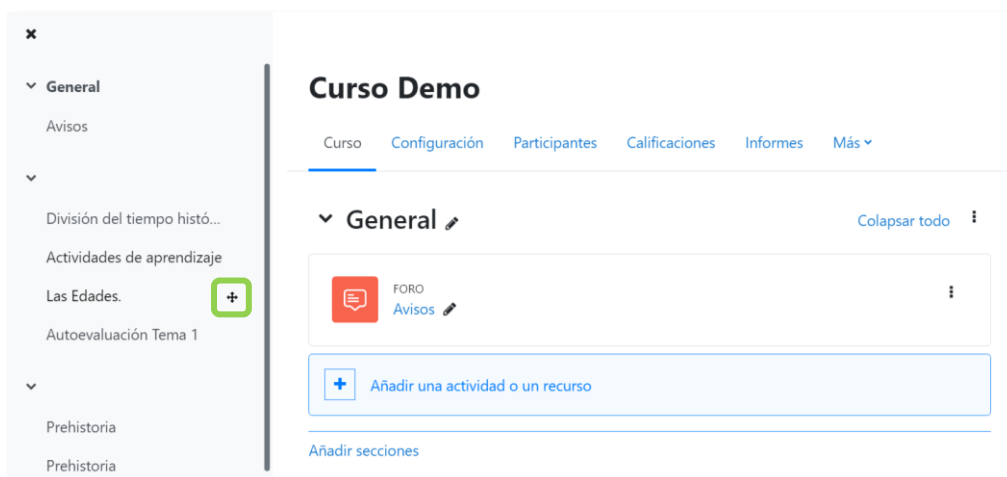 General
Avisos
División del tiempo histó...
Actividades de aprendizaje
Las Edades.
Autoevaluación Tema 1
Prehistoria
Prehistoria
Curso Demo
Curso Configuración Participantes Calificaciones Informes Más
General
Colapsar todo
FORO
Avisos
Añadir una actividad o un recurso
Añadir secciones